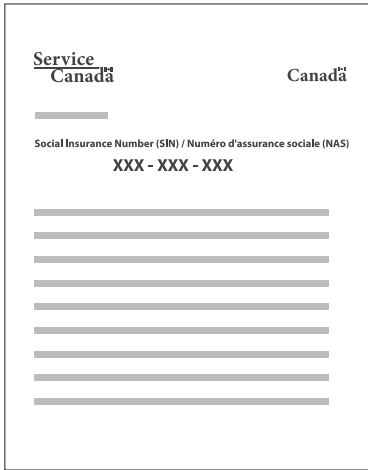 Service
Canada
Canada
Social Insurance Number (SIN) / Numéro d'assurance sociale (NAS)
XXX - XXX - XXX